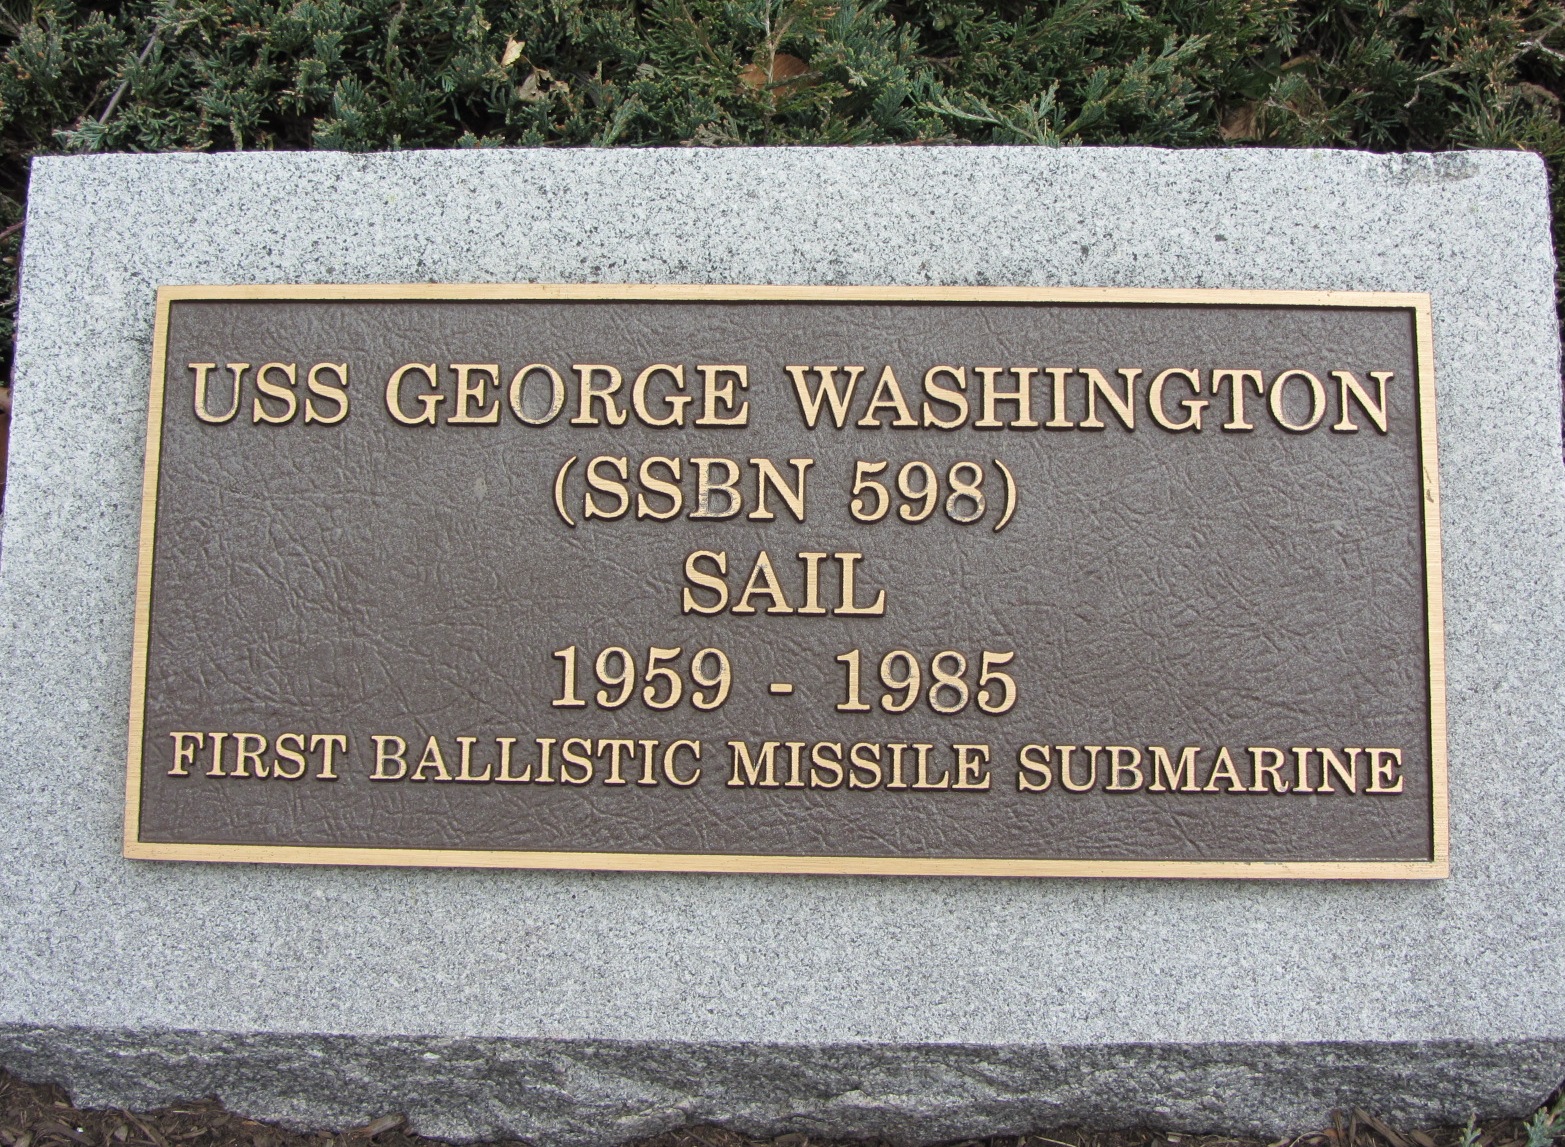 USS GEORGE WASHINGTON
(SSBN 598)
SAIL
1959 - 1985
FIRST BALLISTIC MISSILE SUBMARINE